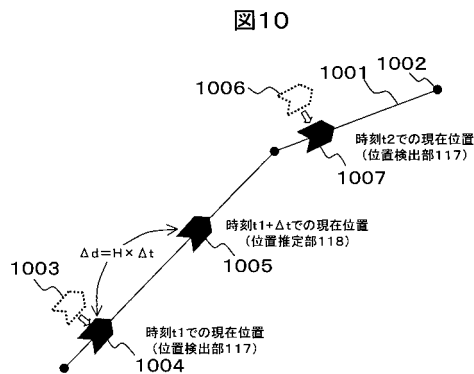 図10
1006
1001
1002
時刻t2での現在位置
(位置検出部117)
1007
Δd=H×Δt
時刻t1+Δtでの現在位置
(位置推定部118)
1005
1003
時刻t1での現在位置
(位置検出部117)
1004